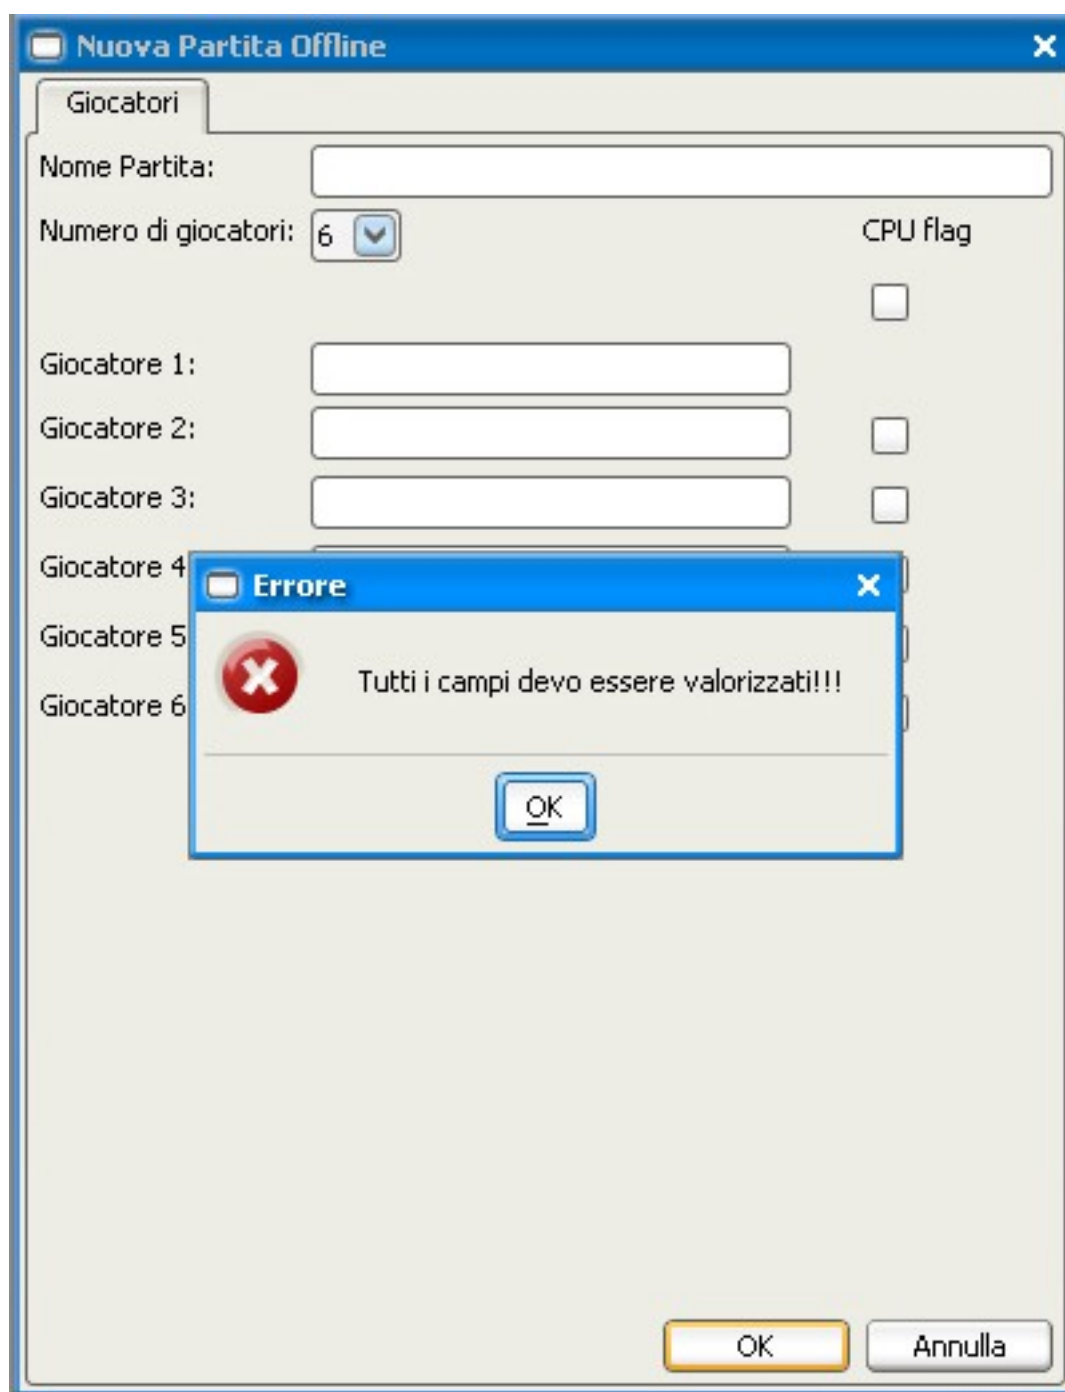 Nuova Partita Offline
Giocatori
Nome Partita:
Numero di giocatori: 6 CPU flag
Giocatore 1:
Giocatore 2:
Giocatore 3:
Giocatore 4
Errore
Giocatore 5
Tutti i campi devo essere valorizzati!!!
Giocatore 6
OK
OK Annulla